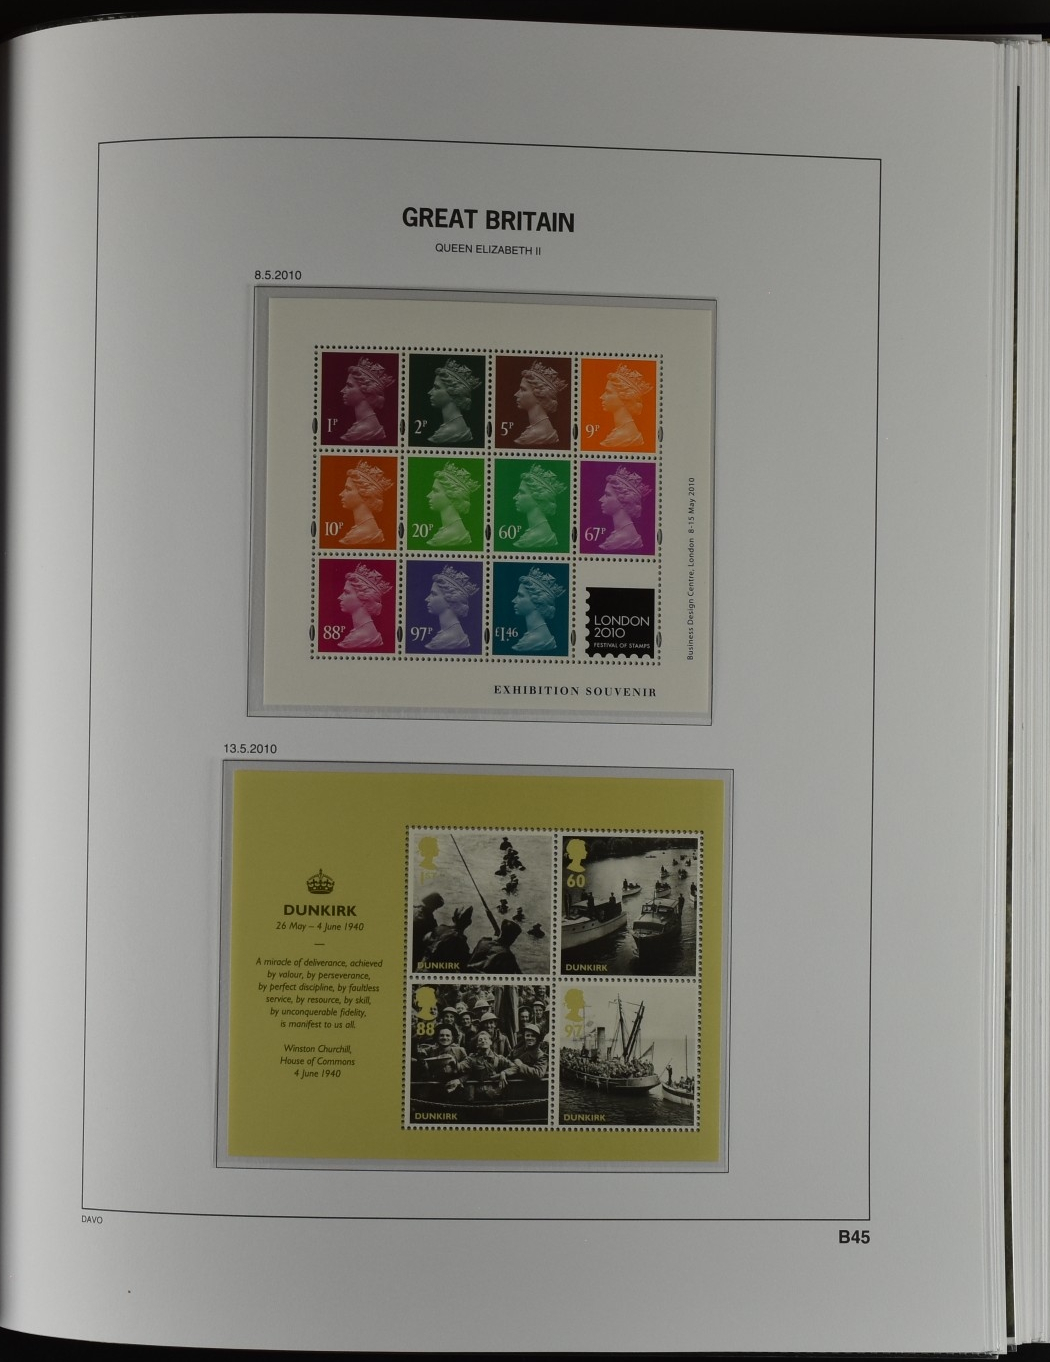 GREAT BRITAIN
QUEEN ELIZABETH II
8.5.2010
1P
2P
5P
9P
10P
20P
60P
67P
88P
97P
£1.46
LONDON
2010
FESTIVAL OF STAMPS
Business Design Centre, London 8-15 May 2010
EXHIBITION SOUVENIR
13.5.2010
DUNKIRK
26 May – 4 June 1940
A miracle of deliverance, achieved
by valour, by perseverance,
by perfect discipline, by faultless
service, by resource, by skill,
by unconquerable fidelity,
is manifest to us all.
Winston Churchill,
House of Commons
4 June 1940
1st
DUNKIRK
60
DUNKIRK
88
DUNKIRK
97
DUNKIRK
DAVO
B45